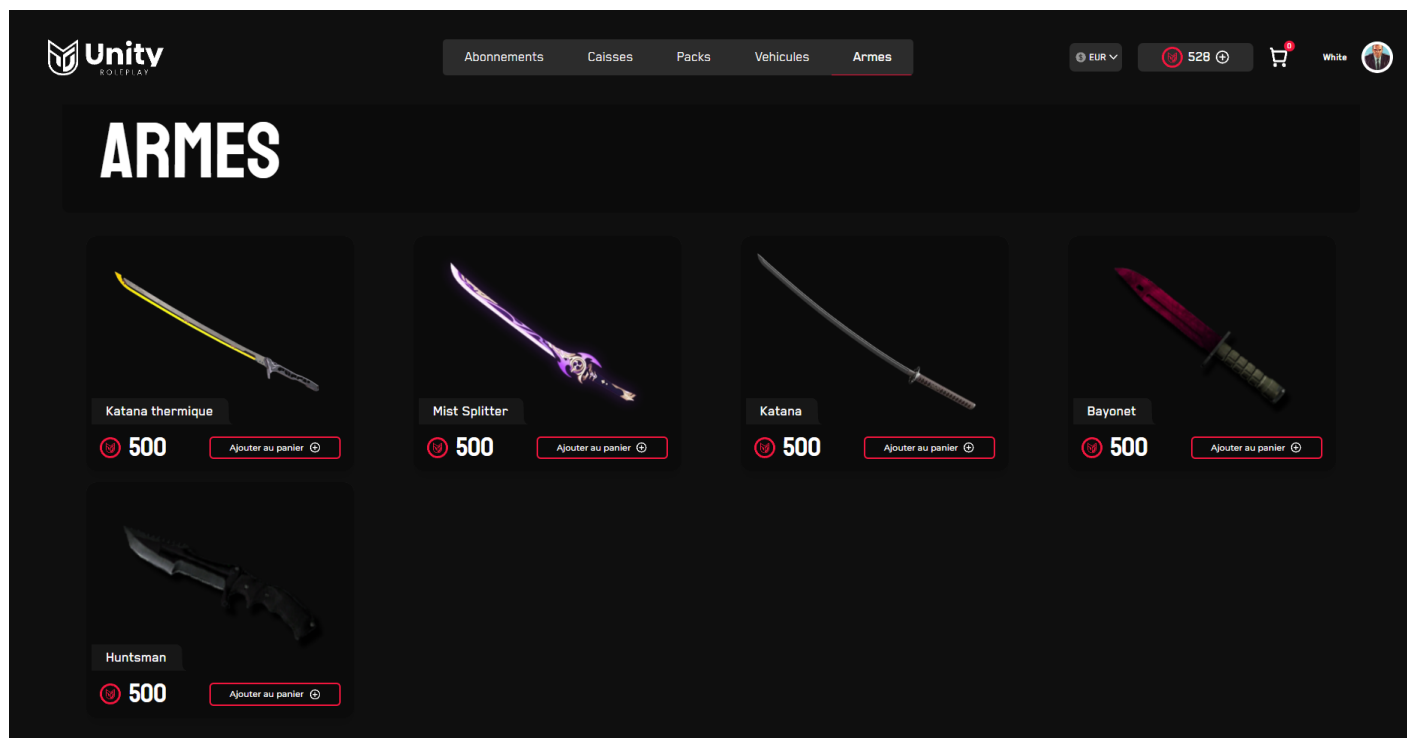 Unity
ROLEPLAY
Abonnements Caisses Packs Vehicules Armes
EUR
528
0
White
ARMES
Katana thermique
500 Ajouter au panier
Mist Splitter
500 Ajouter au panier
Katana
500 Ajouter au panier
Bayonet
500 Ajouter au panier
Huntsman
500 Ajouter au panier